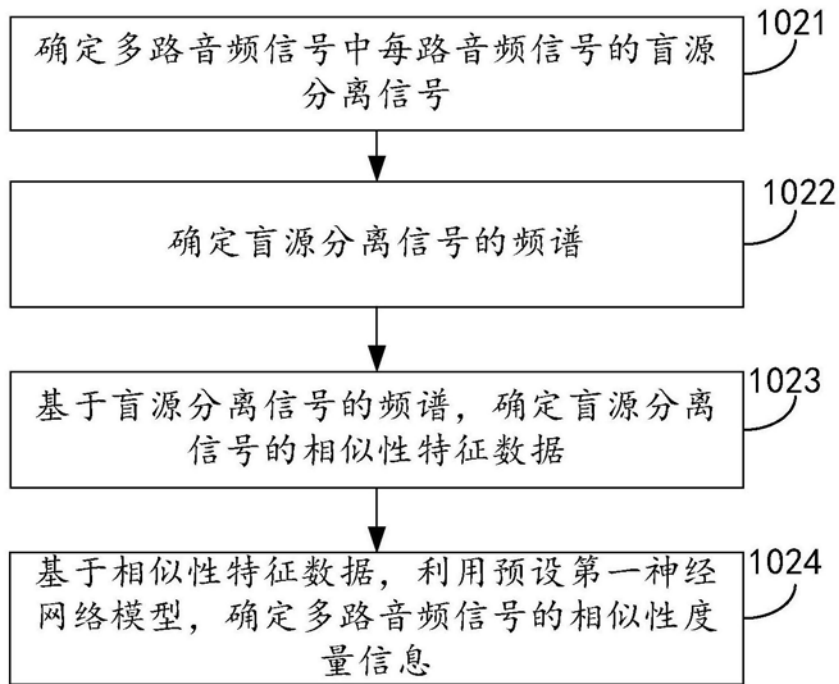 确定多路音频信号中每路音频信号的盲源
分离信号
1021
确定盲源分离信号的频谱
1022
基于盲源分离信号的频谱，确定盲源分离
信号的相似性特征数据
1023
基于相似性特征数据，利用预设第一神经
网络模型，确定多路音频信号的相似性度
量信息
1024